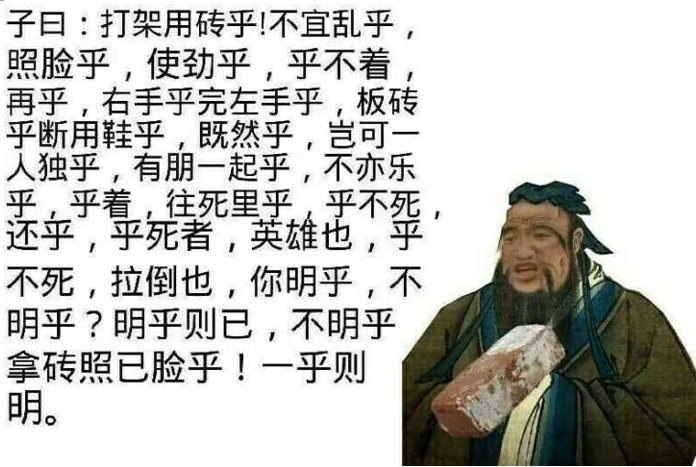 子曰：打架用砖乎!不宜乱乎，
照脸乎，使劲乎，乎不着，
再乎，右手乎完左手乎，板砖
乎断用鞋乎，既然乎，岂可一
人独乎，有朋一起乎，不亦乐
乎，乎着，往死里乎，乎不死，
还乎，乎死者，英雄也，乎
不死，拉倒也，你明乎，不
明乎？明乎则已，不明乎
拿砖照已脸乎！一乎则
明。